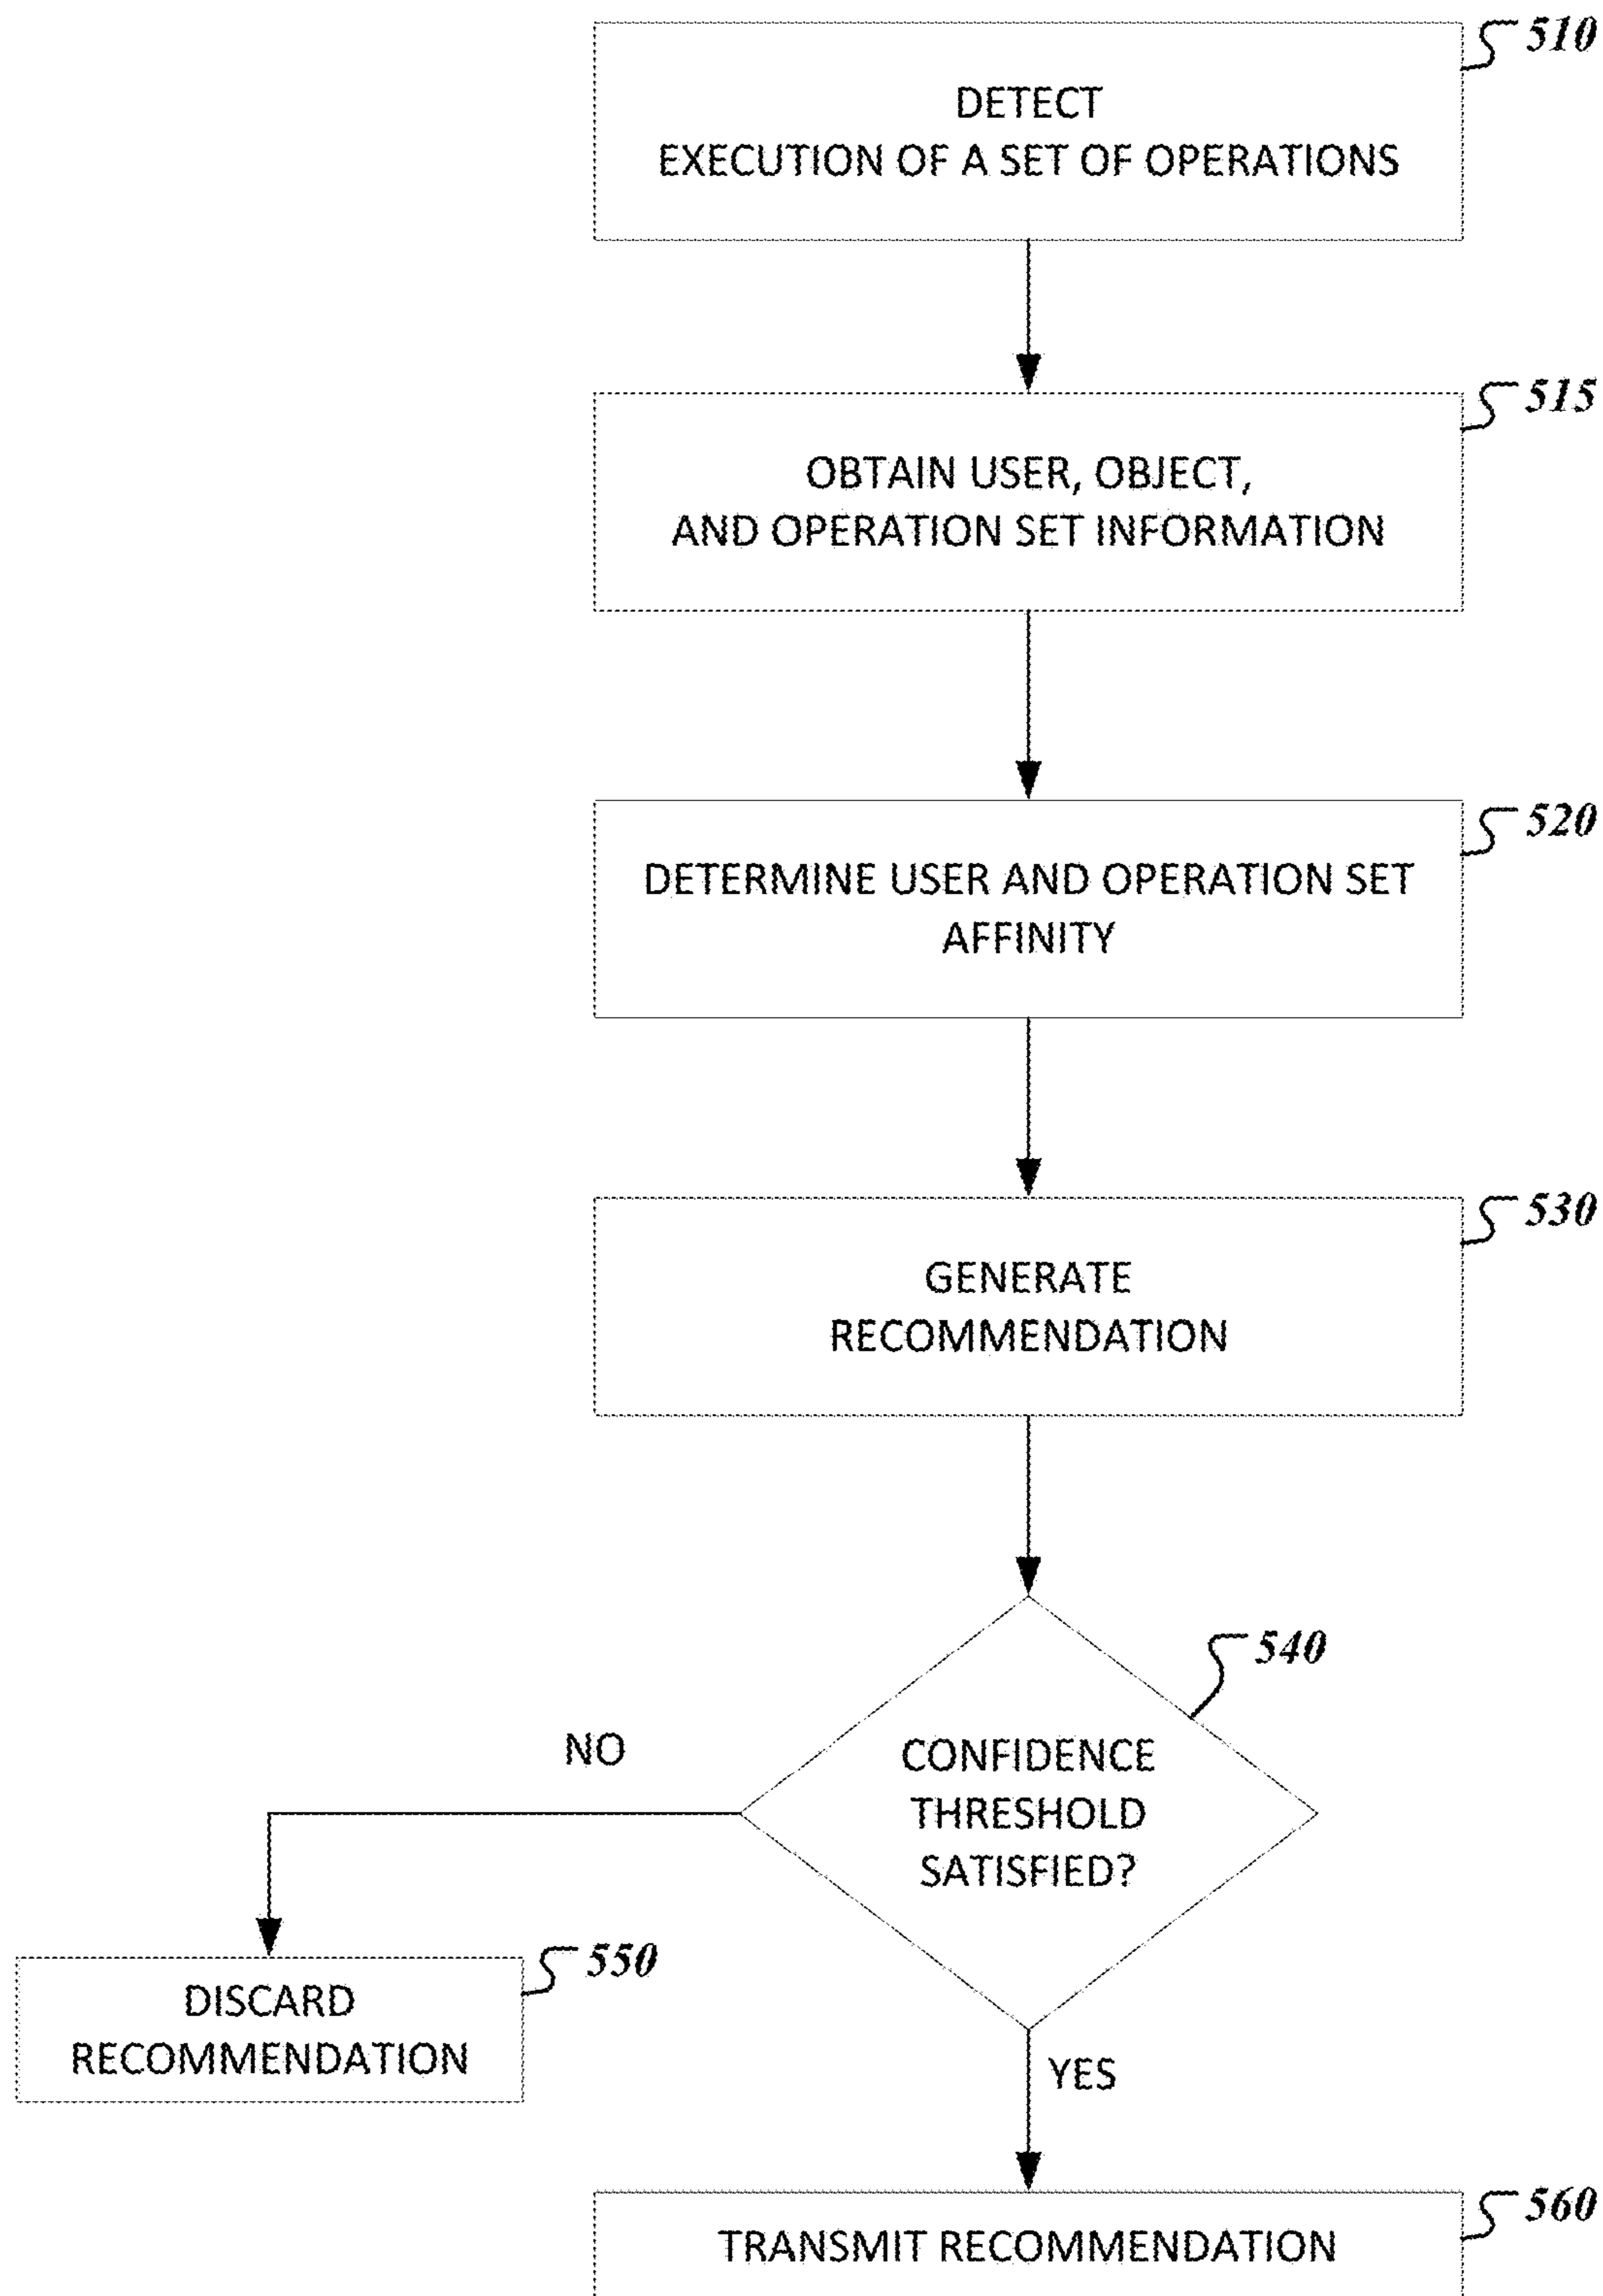 510
DETECT
EXECUTION OF A SET OF OPERATIONS
515
OBTAIN USER, OBJECT,
AND OPERATION SET INFORMATION
520
DETERMINE USER AND OPERATION SET
AFFINITY
530
GENERATE
RECOMMENDATION
540
CONFIDENCE
THRESHOLD
SATISFIED?
NO
550
DISCARD
RECOMMENDATION
YES
560
TRANSMIT RECOMMENDATION